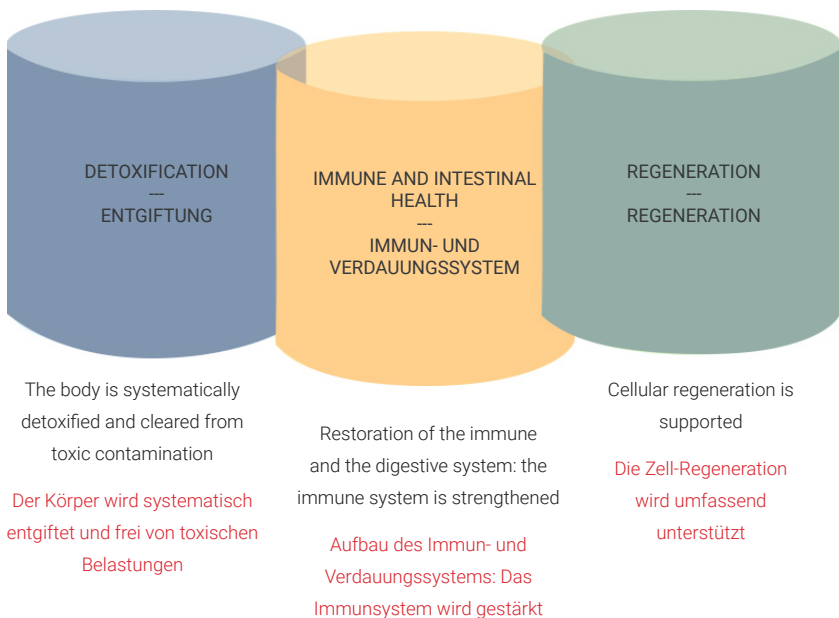 DETOXIFICATION
---
ENTGIFTUNG
The body is systematically
detoxified and cleared from
toxic contamination
Der Körper wird systematisch
entgiftet und frei von toxischen
Belastungen
IMMUNE AND INTESTINAL
HEALTH
---
IMMUN- UND
VERDAUUNGSSYSTEM
Restoration of the immune
and the digestive system: the
immune system is strengthened
Aufbau des Immun- und
Verdauungssystems: Das
Immunsystem wird gestärkt
REGENERATION
---
REGENERATION
Cellular regeneration is
supported
Die Zell-Regeneration
wird umfassend
unterstützt